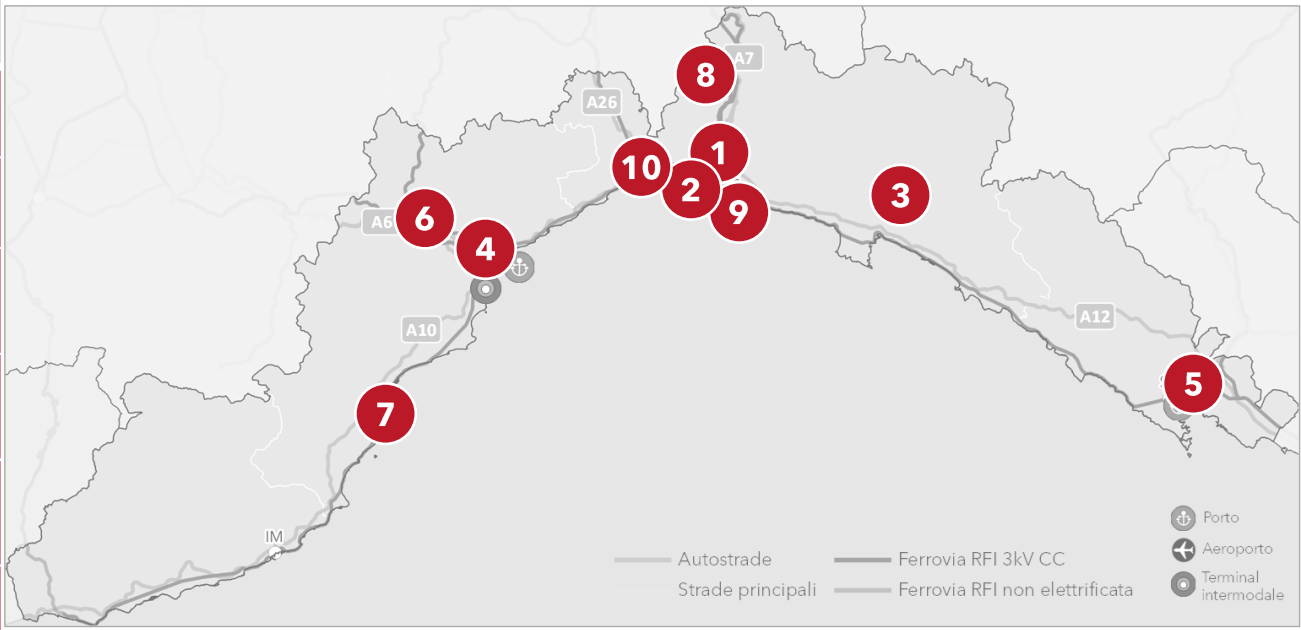 A7
8
A26
1
10
2
3
9
A6
6
4
A10
A12
5
7
IM
Porto
Autostrade
Ferrovia RFI 3kV CC
Aeroporto
Strade principali
Ferrovia RFI non elettrificata
Terminal
intermodale